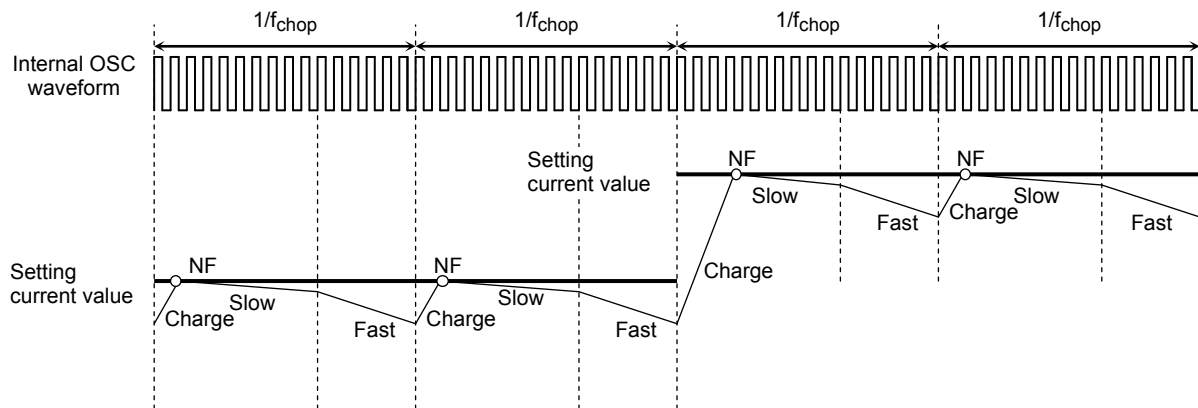 1/fchop 1/fchop 1/fchop 1/fchop
Internal OSC
waveform
Setting
current value
NF NF
Slow Slow
Fast Charge Fast
Charge
Setting
current value
NF NF
Slow Slow
Charge Fast Charge Fast